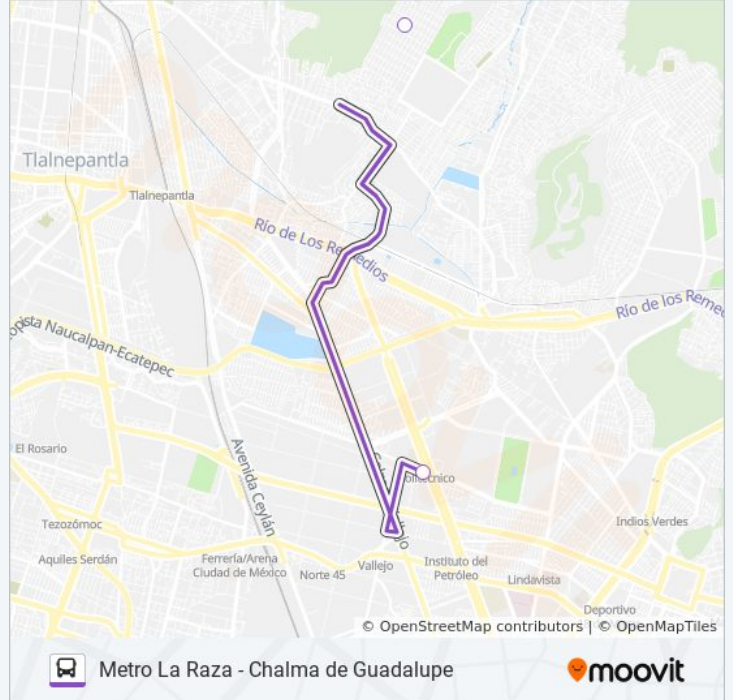 Tlalnepantla
Tlalnepantla
Río de Los Remedios
Río de los Reme
opista Naucalpan-Ecatepec
El Rosario
Avenida Ceylán
olitécnico
Tezozómoc
Indios Verdes
Aquiles Serdán
Ferrería/Arena
Ciudad de México
Norte 45
Vallejo
Instituto del
Petróleo
Lindavista
Deportivo
© OpenStreetMap contributors | © OpenMapTiles
Metro La Raza - Chalma de Guadalupe
moovit